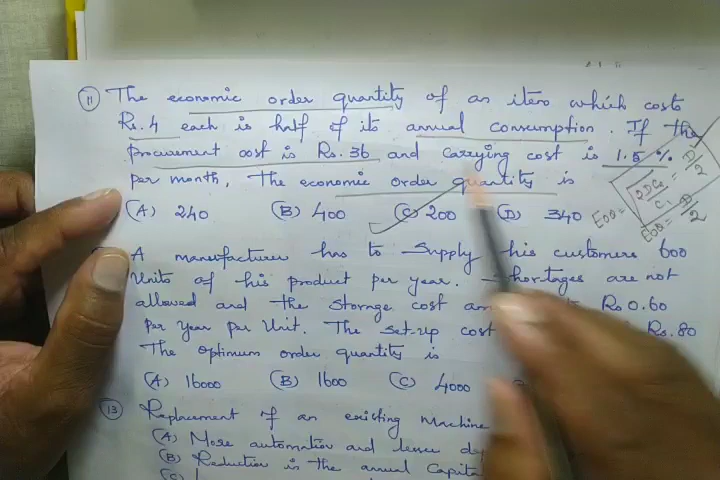 11 The economic order quantity of an item which costs
Rs. 4 each is half of its annual consumption. If the
procurement cost is Rs. 36 and carrying cost is 1.5 %
per month, The economic order quantity is
(A) 240 (B) 400 (C) 200 (D) 340
EOQ = √2DC₂/C₁ = D/2
EOQ = D/2
A manufacturer has to Supply his customers 600
Units of his product per year. Shortages are not
allowed and the storage cost Rs 0.60
Per year per Unit. The set-up cost Rs. 80
The optimum order quantity is
(A) 16000 (B) 1600 (C) 4000
13 Replacement of an existing Machine
(A) More automation and lesser
(B) Reduction in the annual Capital